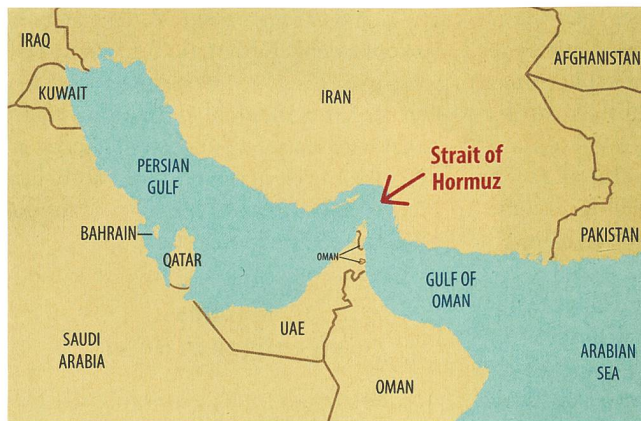 IRAQ
AFGHANISTAN
KUWAIT
IRAN
Strait of
Hormuz
PERSIAN
GULF
BAHRAIN
QATAR
PAKISTAN
OMAN
GULF OF
OMAN
UAE
SAUDI
ARABIA
ARABIAN
SEA
OMAN